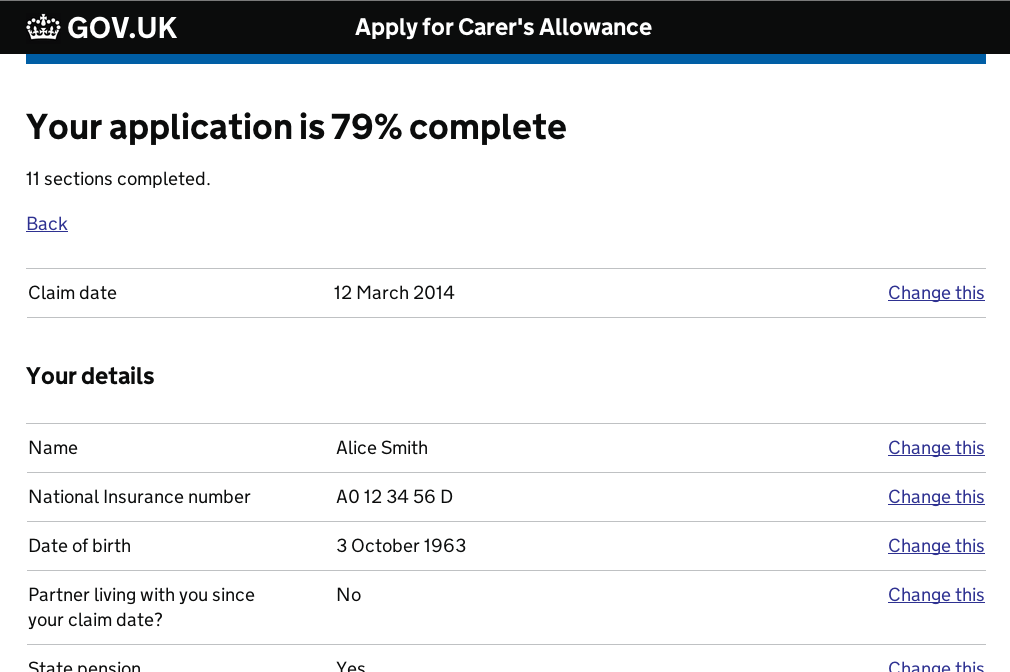 GOV.UK Apply for Carer's Allowance
Your application is 79% complete
11 sections completed.
Back
Claim date 12 March 2014 Change this
Your details
Name Alice Smith Change this
National Insurance number A0 12 34 56 D Change this
Date of birth 3 October 1963 Change this
Partner living with you since No Change this
your claim date?
State pension Yes Change this